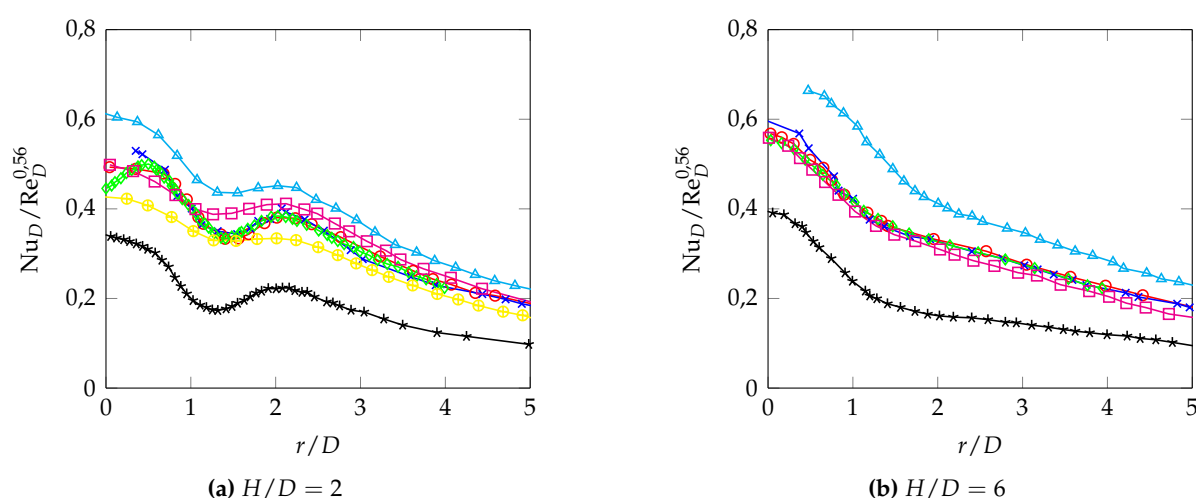 0,8
0,6
0,4
0,2
0
0 1 2 3 4 5
Nu_D/Re_D^0,56
r/D
(a) H/D = 2
0,8
0,6
0,4
0,2
0
0 1 2 3 4 5
Nu_D/Re_D^0,56
r/D
(b) H/D = 6